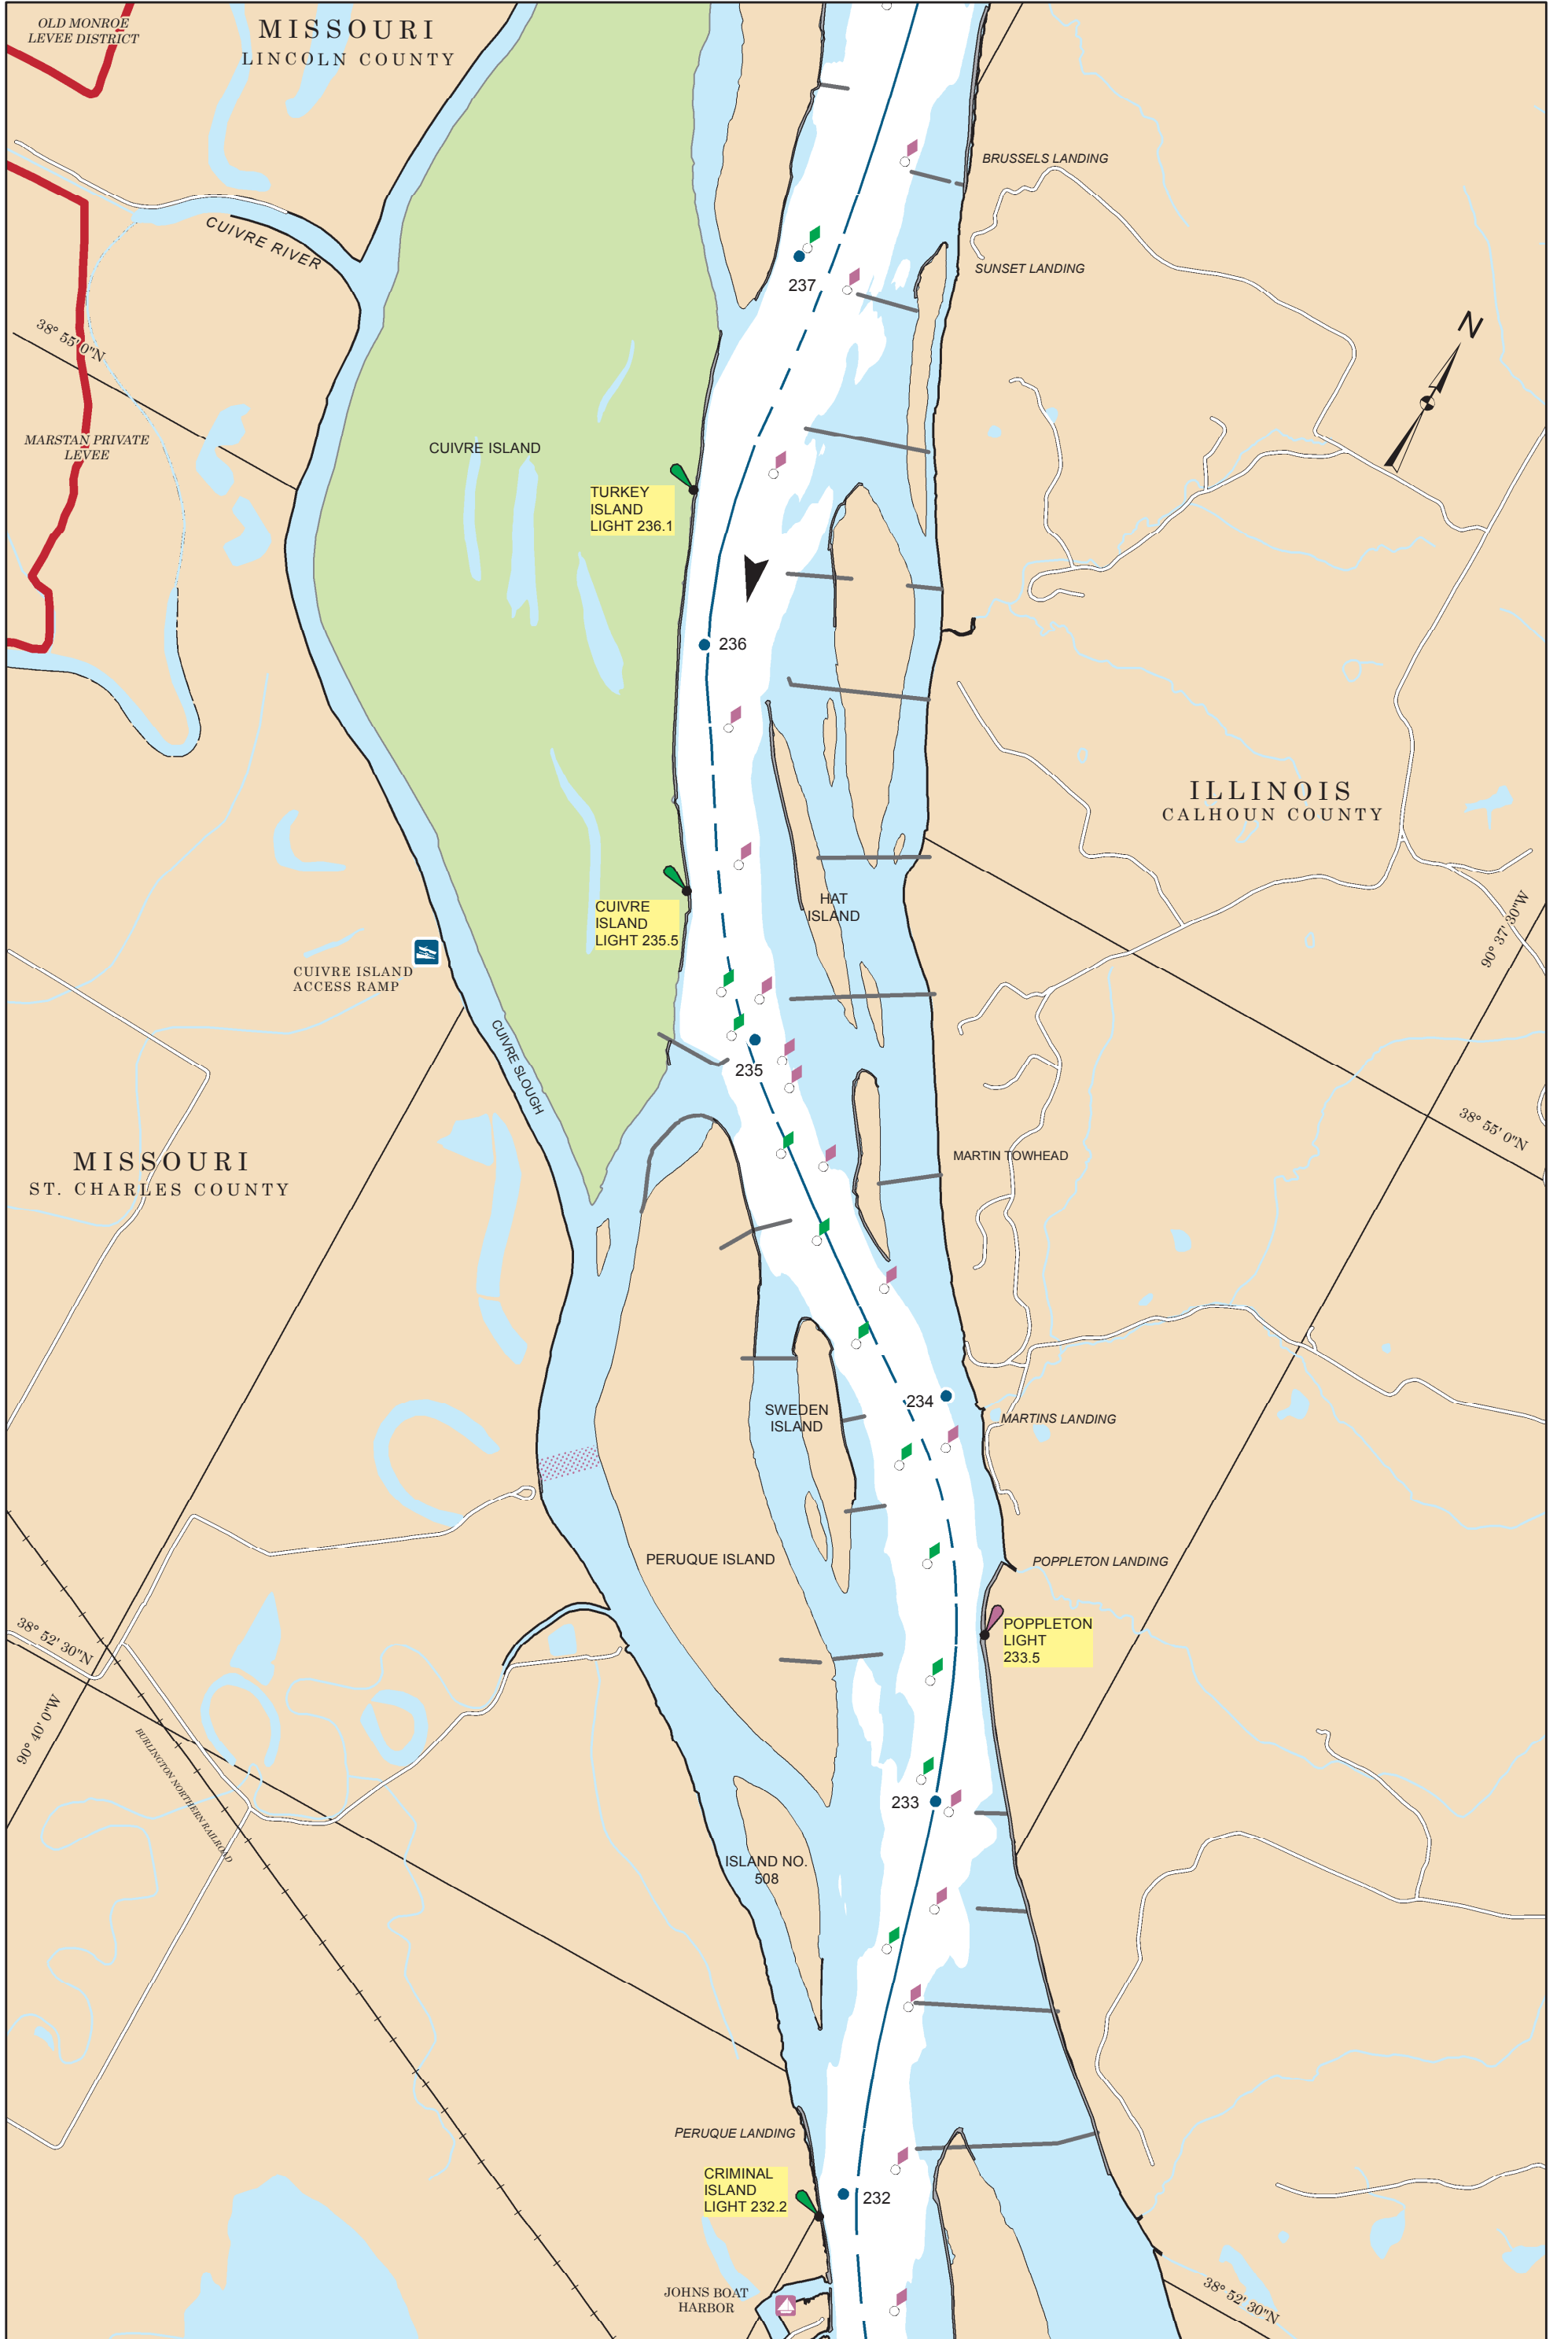 OLD MONROE
LEVEE DISTRICT
MISSOURI
LINCOLN COUNTY
BRUSSELS LANDING
CUIVRE RIVER
SUNSET LANDING
237
N
38° 55' 0"N
MARSTAN PRIVATE
LEVEE
CUIVRE ISLAND
TURKEY
ISLAND
LIGHT 236.1
236
ILLINOIS
CALHOUN COUNTY
HAT
ISLAND
CUIVRE
ISLAND
LIGHT 235.5
90° 37' 30"W
CUIVRE ISLAND
ACCESS RAMP
CUIVRE SLOUGH
235
38° 55' 0"N
MISSOURI
ST. CHARLES COUNTY
MARTIN TOWHEAD
234
SWEDEN
ISLAND
MARTINS LANDING
PERUQUE ISLAND
POPPLETON LANDING
POPPLETON
LIGHT
233.5
38° 52' 30"N
90° 40' 0"W
BURLINGTON NORTHERN RAILROAD
233
ISLAND NO.
508
PERUQUE LANDING
CRIMINAL
ISLAND
LIGHT 232.2
232
JOHNS BOAT
HARBOR
38° 52' 30"N